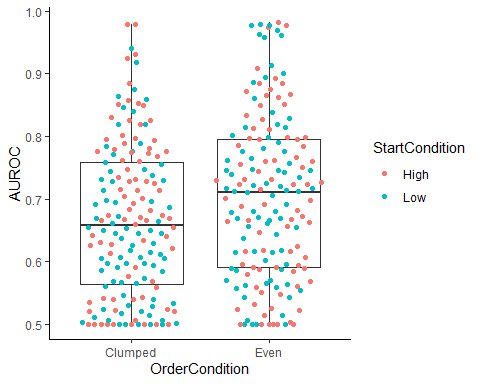 1.0
0.9
0.8
0.7
0.6
0.5
AUROC
Clumped
Even
OrderCondition
StartCondition
High
Low